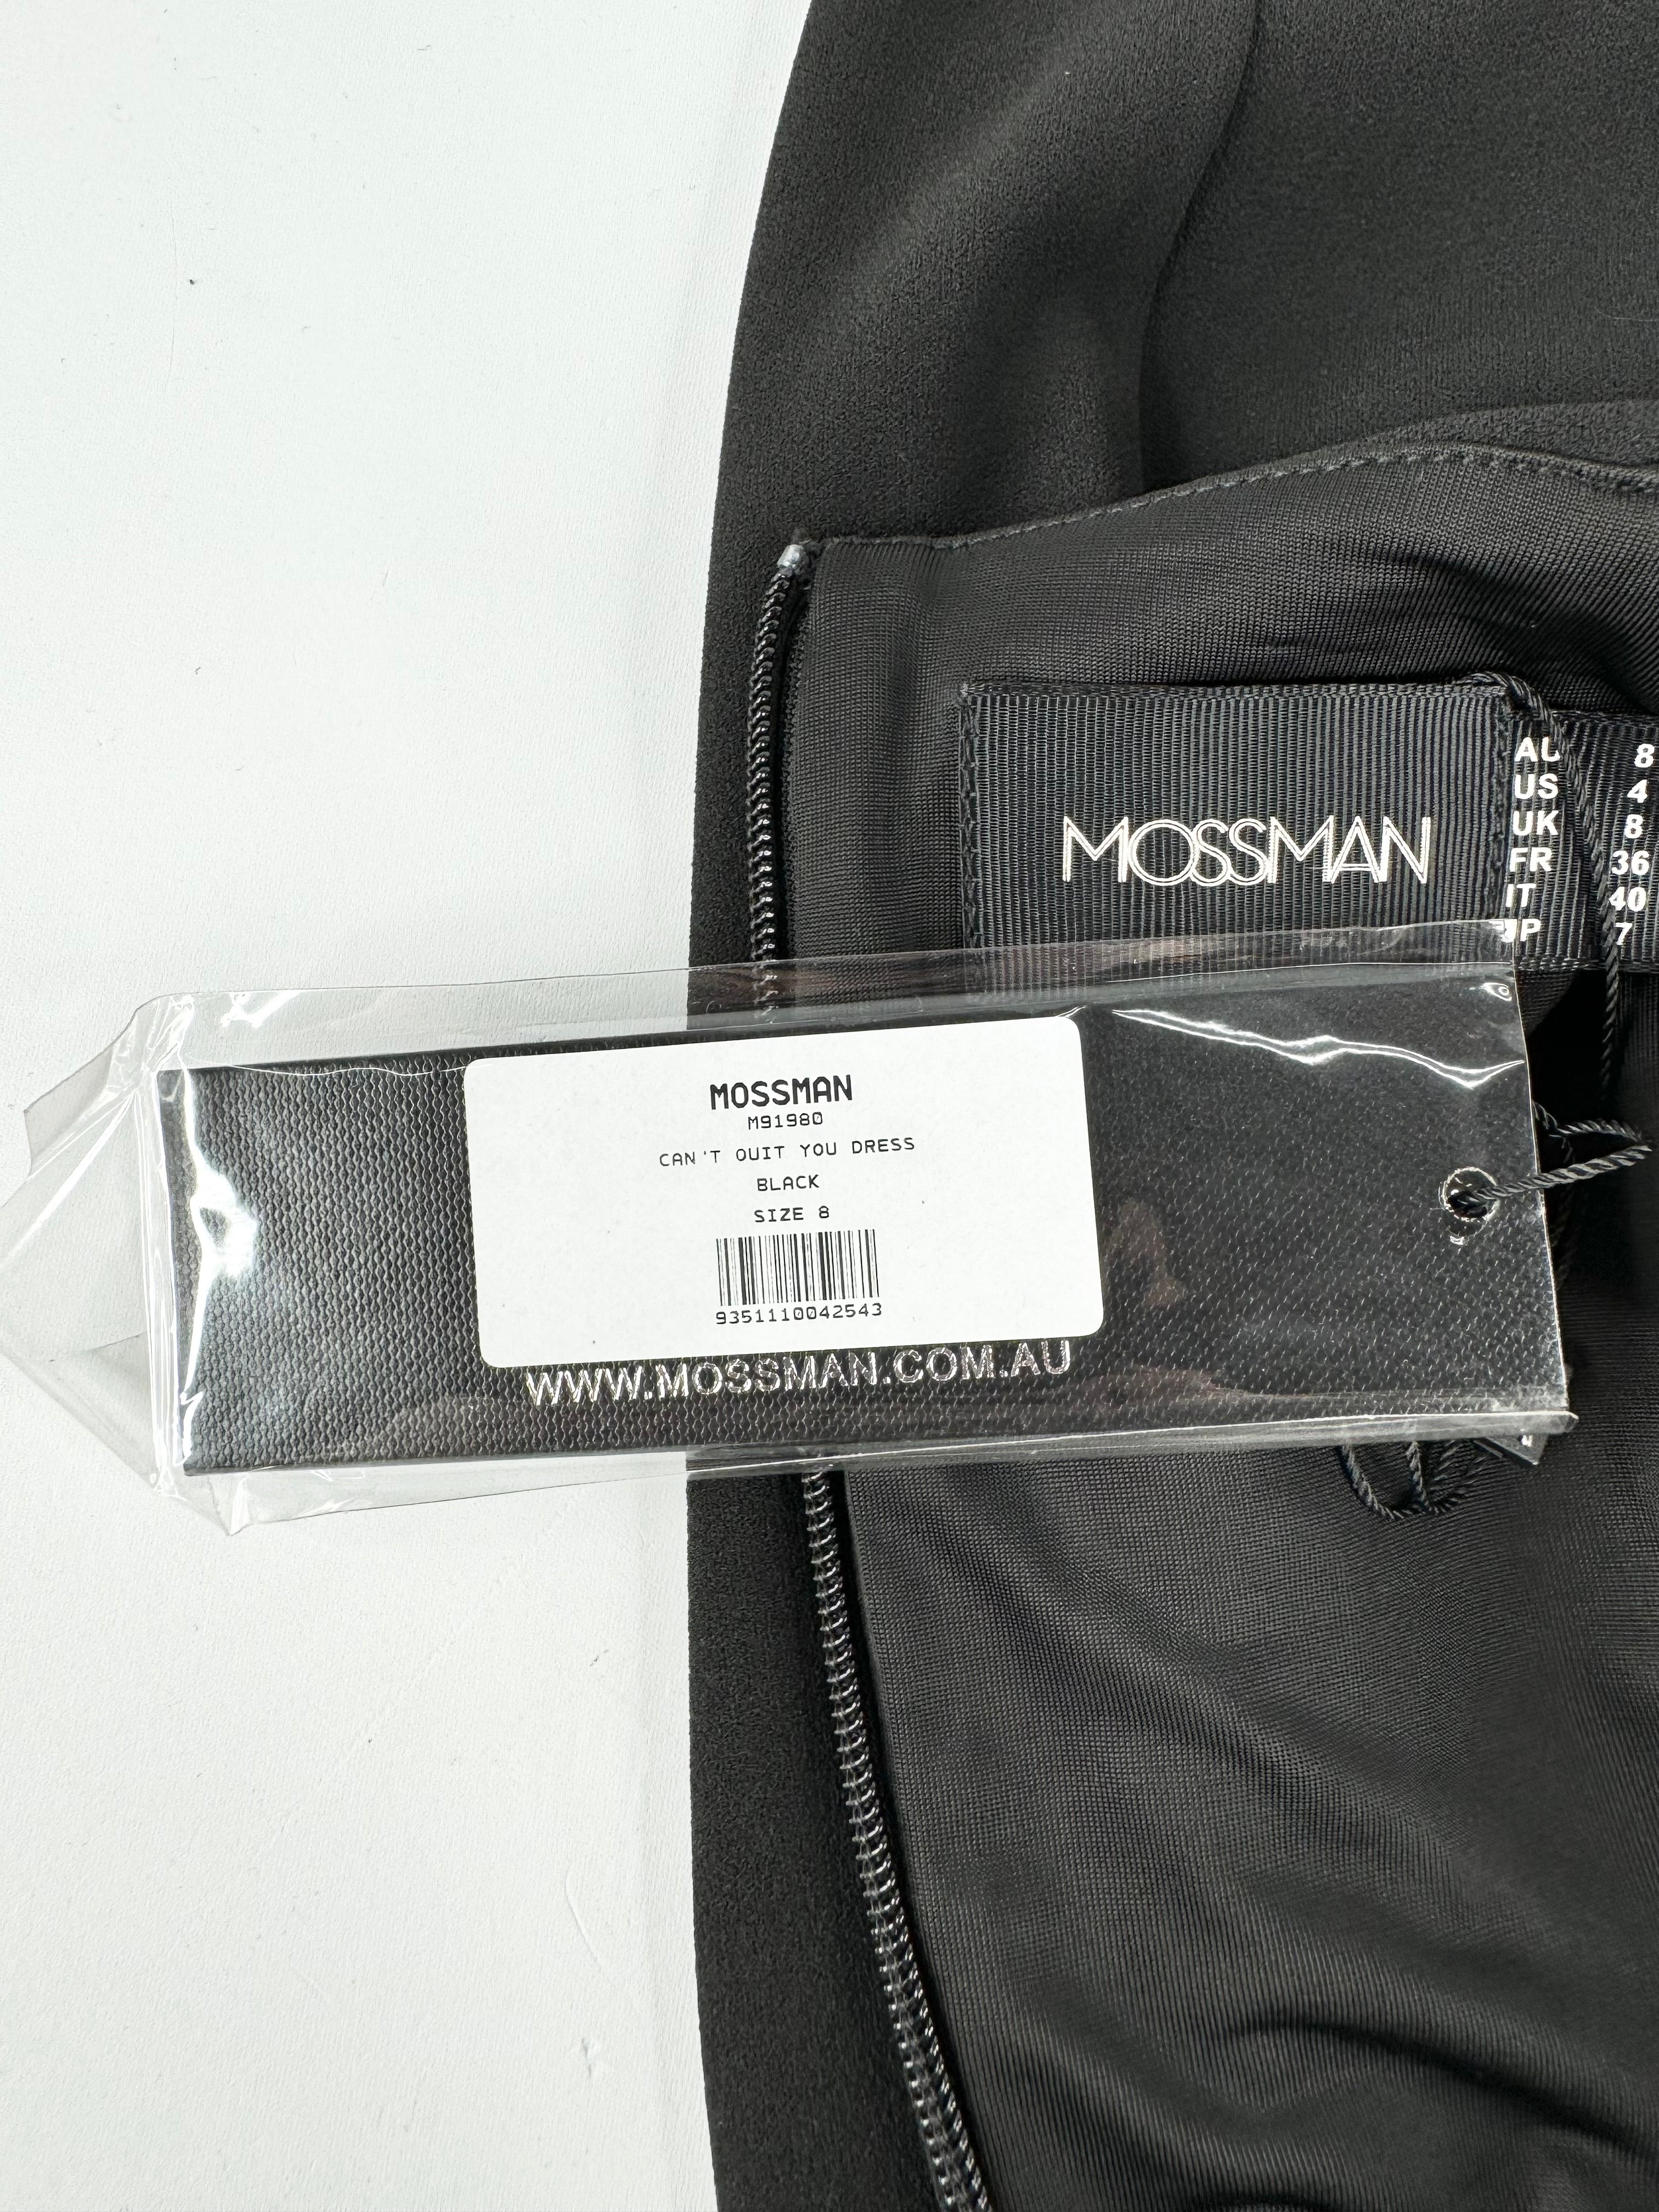 MOSSMAN
AU 8
US 4
UK 8
FR 36
IT 40
JP 7
MOSSMAN
M91980
CAN'T QUIT YOU DRESS
BLACK
SIZE 8
9351110042543
WWW.MOSSMAN.COM.AU